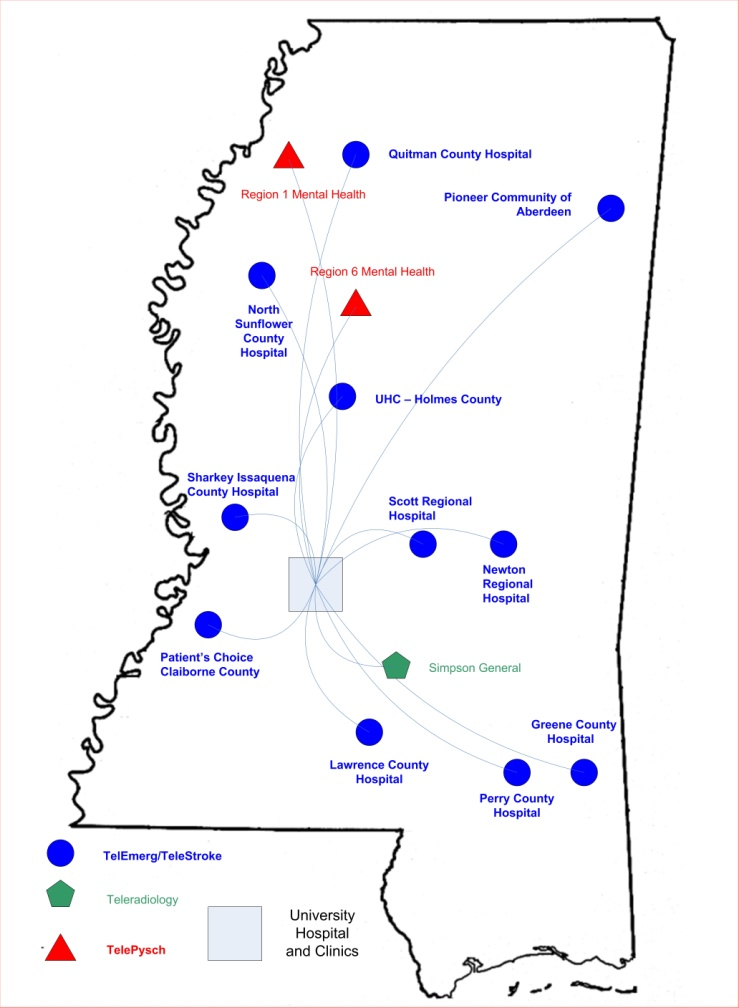 Quitman County Hospital
Region 1 Mental Health
Pioneer Community of
Aberdeen
Region 6 Mental Health
North
Sunflower
County
Hospital
UHC – Holmes County
Sharkey Issaquena
County Hospital
Scott Regional
Hospital
Newton
Regional
Hospital
Patient's Choice
Claiborne County
Simpson General
Greene County
Hospital
Lawrence County
Hospital
Perry County
Hospital
TelEmerg/TeleStroke
Teleradiology
TelePysch
University
Hospital
and Clinics